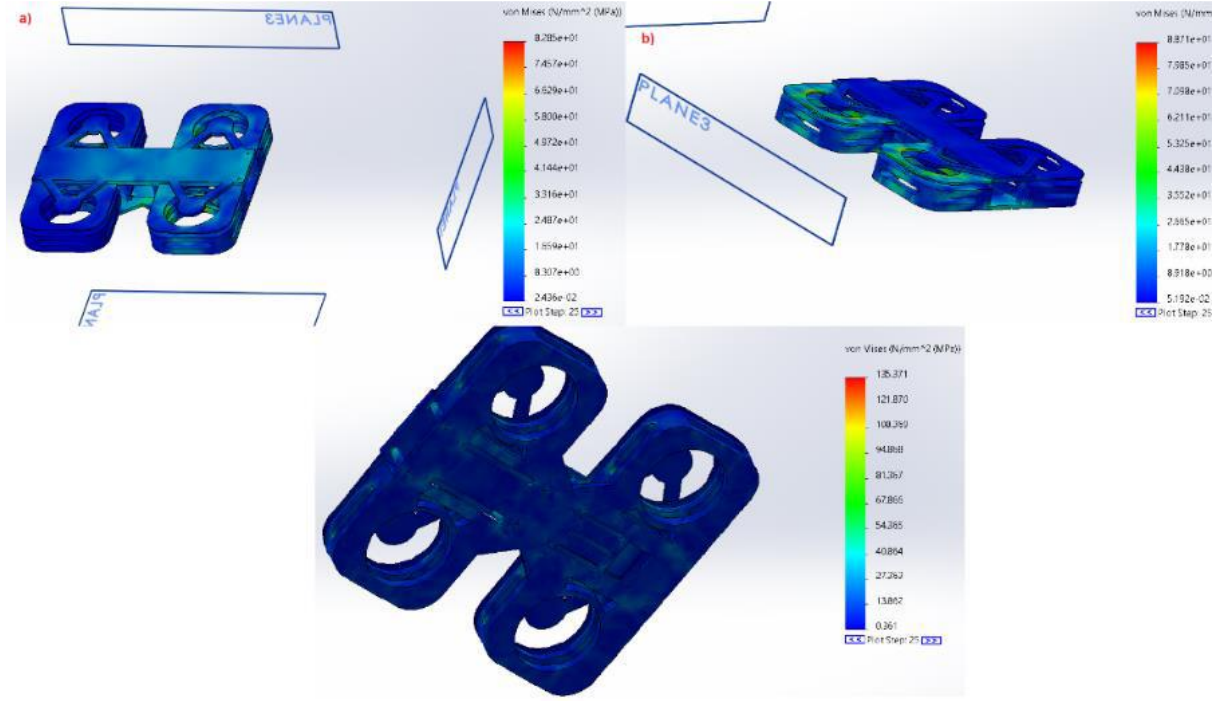 a)
PLANE3
von Mises (N/mm^2 (MPa))
8.285e+01
7.457e+01
6.629e+01
5.800e+01
4.972e+01
4.144e+01
3.316e+01
2.487e+01
1.659e+01
8.307e+00
2.436e-02
<< Plot Step: 25 >>
PLAN
b)
PLANE3
von Mises (N/mm
8.871e+01
7.985e+01
7.098e+01
6.211e+01
5.325e+01
4.438e+01
3.552e+01
2.665e+01
1.778e+01
8.918e+00
5.192e-02
<< Plot Step: 25
von Mises (N/mm^2 (MPa))
135.371
121.870
108.369
94.868
81.367
67.866
54.365
40.864
27.363
13.862
0.361
<< Plot Step: 25 >>